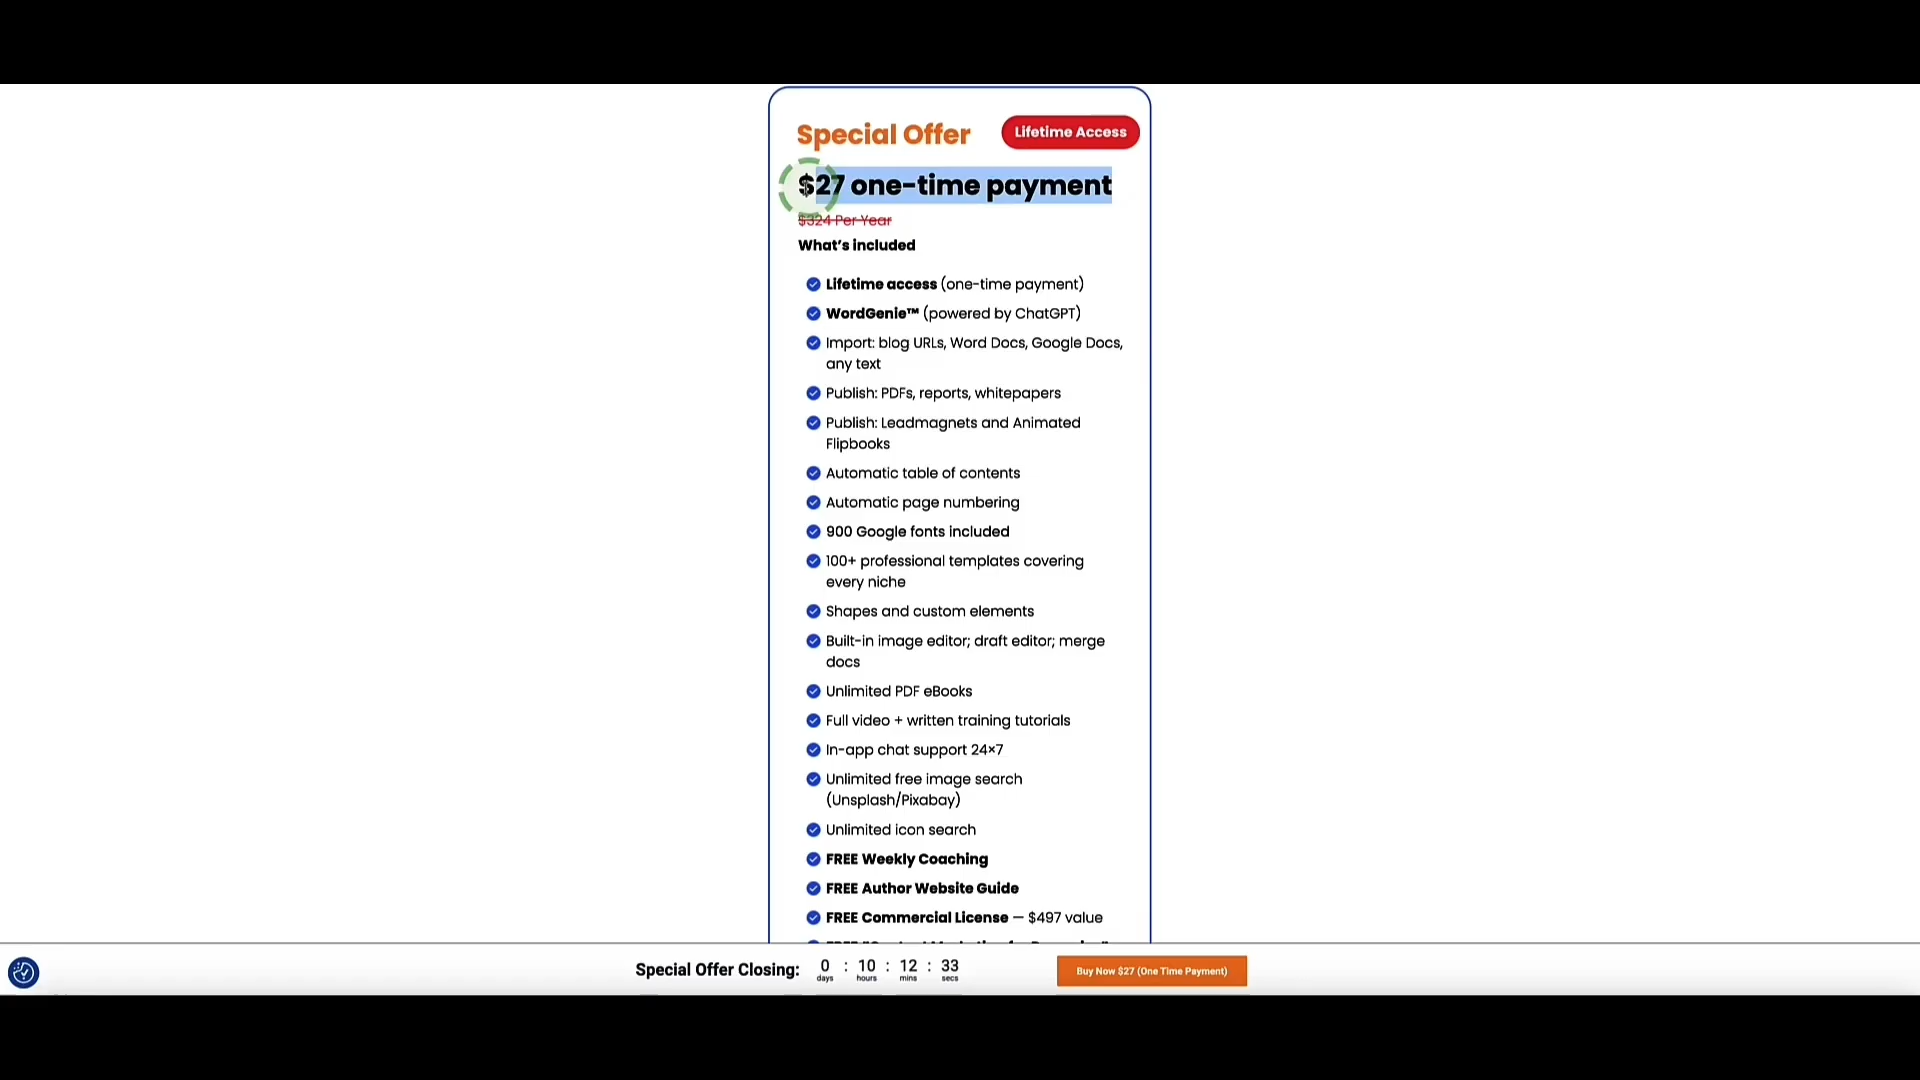 Special Offer
Lifetime Access
$27 one-time payment
$324 Per Year
What's included
Lifetime access (one-time payment)
WordGenie™ (powered by ChatGPT)
Import: blog URLs, Word Docs, Google Docs,
any text
Publish: PDFs, reports, whitepapers
Publish: Leadmagnets and Animated
Flipbooks
Automatic table of contents
Automatic page numbering
900 Google fonts included
100+ professional templates covering
every niche
Shapes and custom elements
Built-in image editor; draft editor; merge
docs
Unlimited PDF eBooks
Full video + written training tutorials
In-app chat support 24×7
Unlimited free image search
(Unsplash/Pixabay)
Unlimited icon search
FREE Weekly Coaching
FREE Author Website Guide
FREE Commercial License — $497 value
Special Offer Closing:
0 : 10 : 12 : 33
days hours mins secs
Buy Now $27 (One Time Payment)